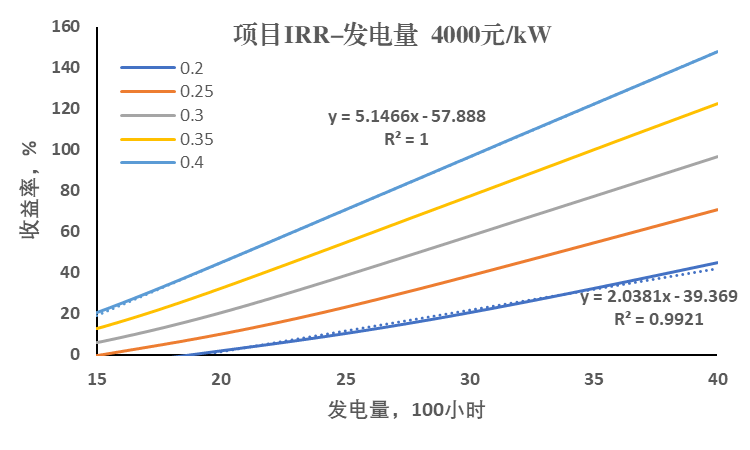 项目IRR-发电量 4000元/kW
160
140
120
100
80
60
40
20
0
收益率，%
0.2
0.25
0.3
0.35
0.4
y = 5.1466x - 57.888
R² = 1
y = 2.0381x - 39.369
R² = 0.9921
15 20 25 30 35 40
发电量，100小时